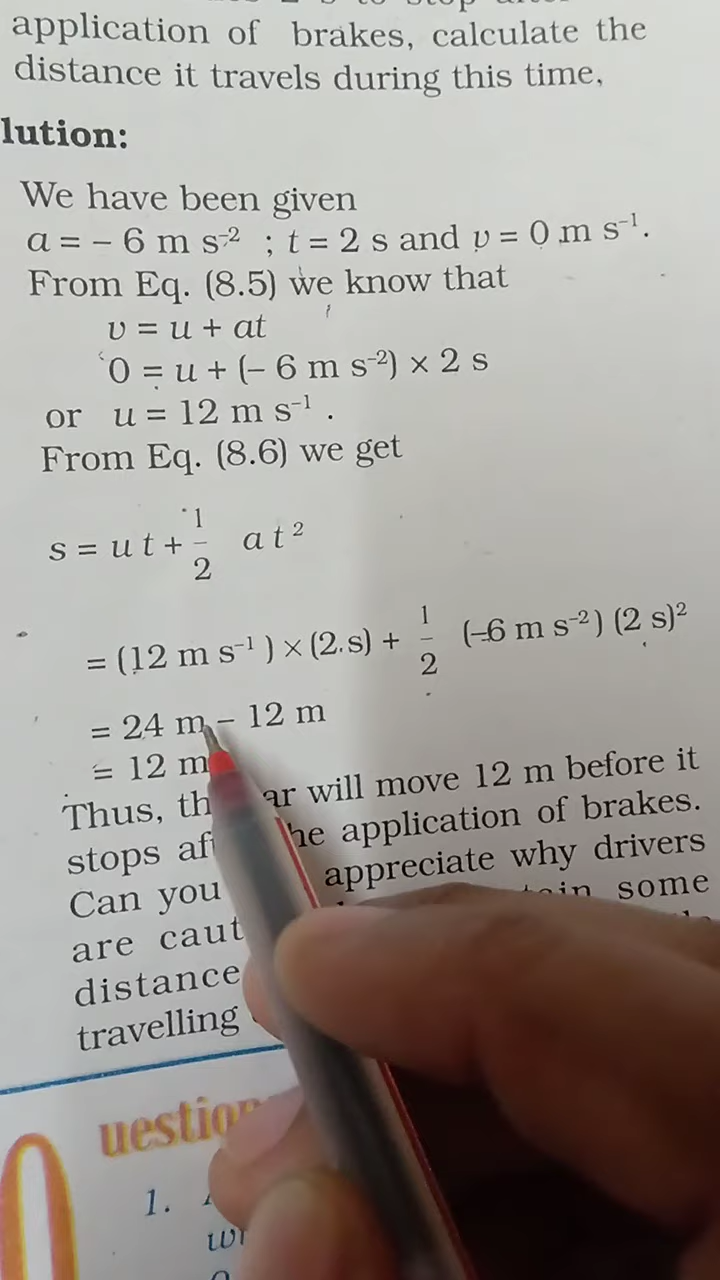 to stop
application of brakes, calculate the
distance it travels during this time.
lution:
We have been given
a = – 6 m s⁻² ; t = 2 s and v = 0 m s⁻¹.
From Eq. (8.5) we know that
v = u + at
0 = u + (– 6 m s⁻²) × 2 s
or u = 12 m s⁻¹ .
From Eq. (8.6) we get
s = u t + 1/2 a t²
= (12 m s⁻¹ ) × (2 s) + 1/2 (–6 m s⁻²) (2 s)²
= 24 m – 12 m
= 12 m
Thus, th ar will move 12 m before it
stops af he application of brakes.
Can you appreciate why drivers
are caut some
distance
travelling
uestion
1.